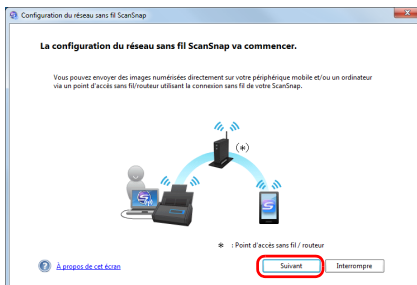 Configuration du réseau sans fil ScanSnap
La configuration du réseau sans fil ScanSnap va commencer.
Vous pouvez envoyer des images numérisées directement sur votre périphérique mobile et/ou un ordinateur
via un point d'accès sans fil/routeur utilisant la connexion sans fil de votre ScanSnap.
(*)
* : Point d'accès sans fil / routeur
À propos de cet écran
Suivant
Interrompre